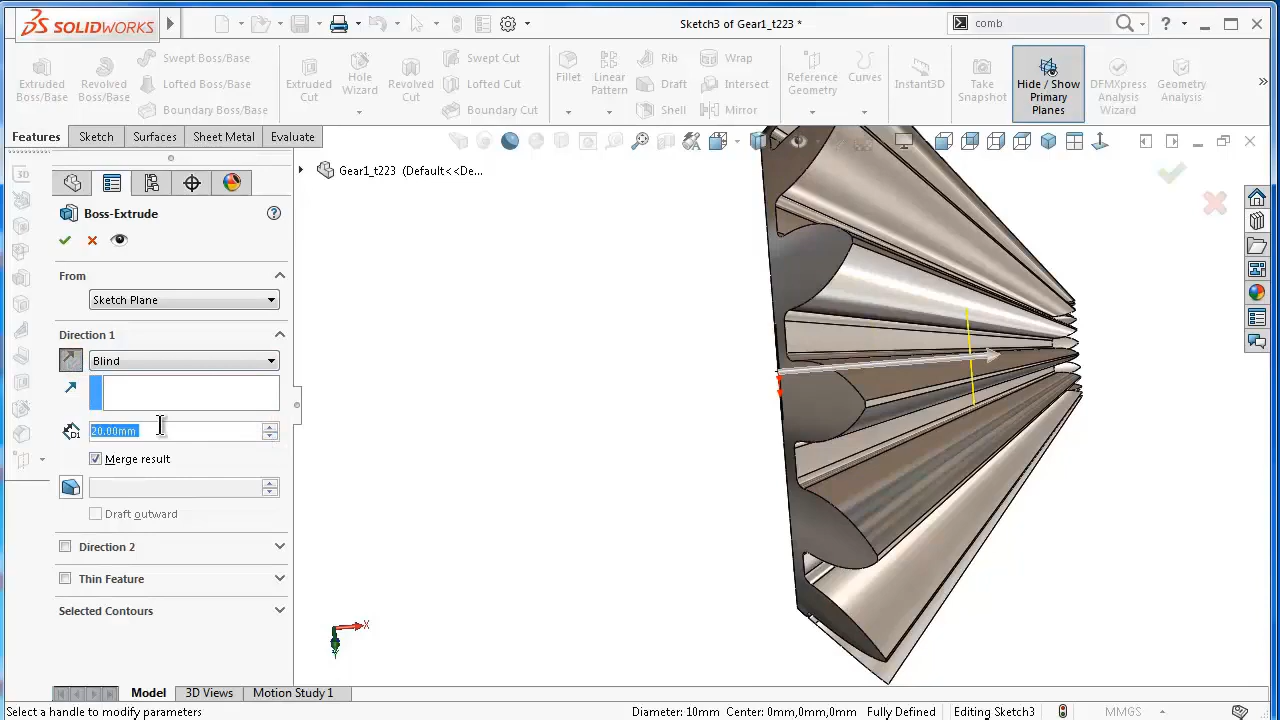 SOLIDWORKS
Sketch3 of Gear1_t223 *
comb
Extruded Boss/Base
Revolved Boss/Base
Swept Boss/Base
Lofted Boss/Base
Boundary Boss/Base
Extruded Cut
Hole Wizard
Revolved Cut
Swept Cut
Lofted Cut
Boundary Cut
Fillet
Linear Pattern
Rib
Draft
Shell
Wrap
Intersect
Mirror
Reference Geometry
Curves
Instant3D
Take Snapshot
Hide / Show Primary Planes
DFMXpress Analysis Wizard
Geometry Analysis
Features
Sketch
Surfaces
Sheet Metal
Evaluate
Gear1_t223 (Default<<De...
Boss-Extrude
From
Sketch Plane
Direction 1
Blind
D1
20.00mm
Merge result
Draft outward
Direction 2
Thin Feature
Selected Contours
X
Model
3D Views
Motion Study 1
Select a handle to modify parameters
Diameter: 10mm Center: 0mm,0mm,0mm
Fully Defined
Editing Sketch3
MMGS